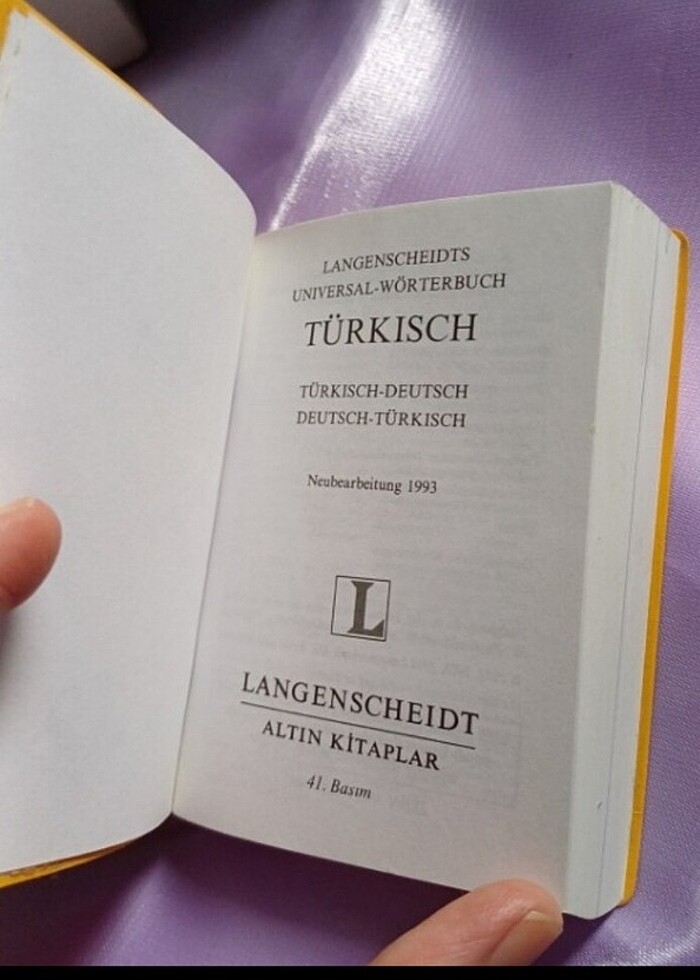 LANGENSCHEIDTS
UNIVERSAL-WÖRTERBUCH
TÜRKISCH
TÜRKISCH-DEUTSCH
DEUTSCH-TÜRKISCH
Neubearbeitung 1993
L
LANGENSCHEIDT
ALTIN KİTAPLAR
41. Basım